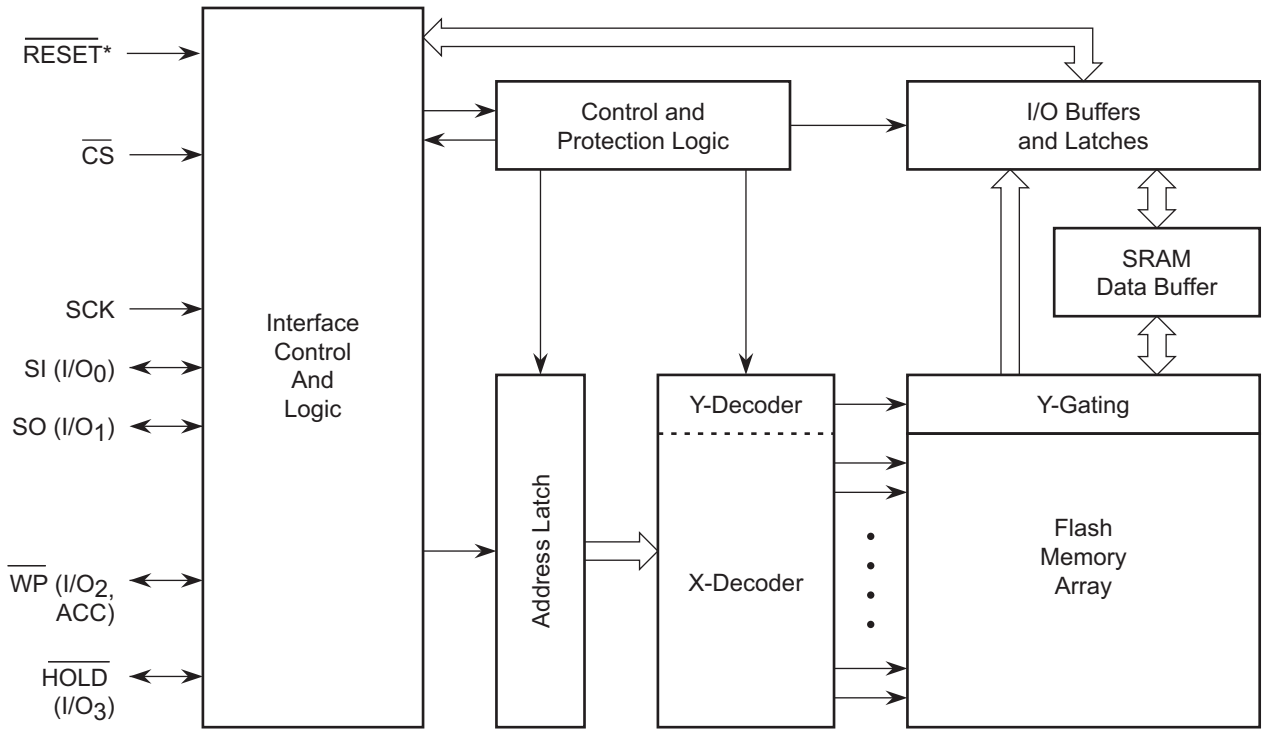 RESET*
CS
SCK
SI (I/O0)
SO (I/O1)
WP (I/O2,
ACC)
HOLD
(I/O3)
Interface
Control
And
Logic
Control and
Protection Logic
I/O Buffers
and Latches
SRAM
Data Buffer
Address Latch
Y-Decoder
X-Decoder
Y-Gating
Flash
Memory
Array